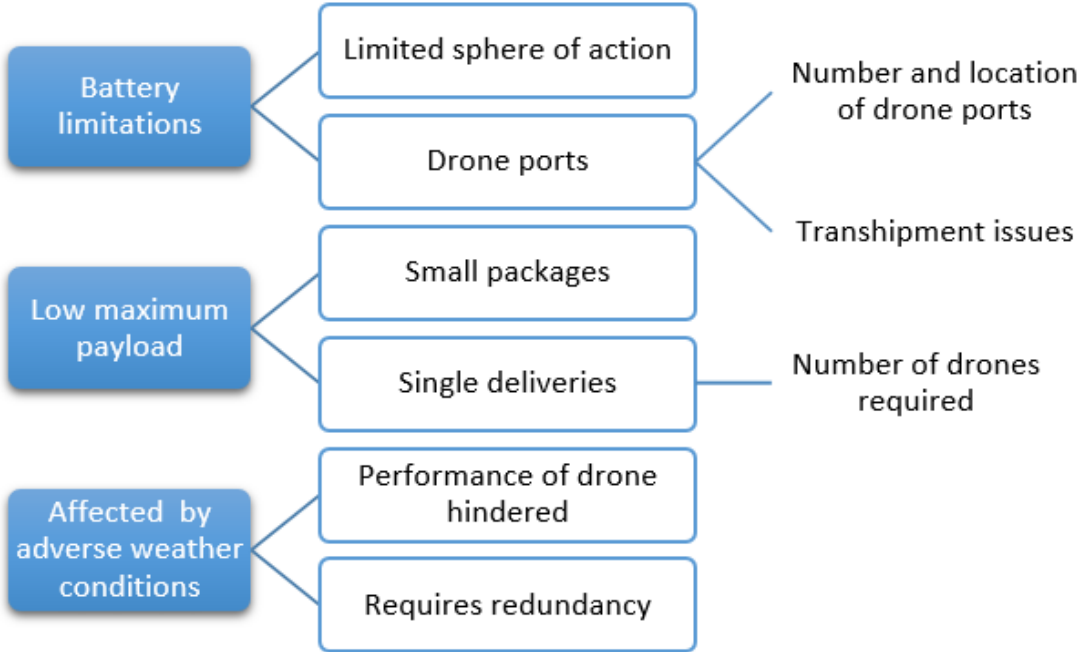 Battery
limitations
Limited sphere of action
Drone ports
Number and location
of drone ports
Transhipment issues
Low maximum
payload
Small packages
Single deliveries
Number of drones
required
Affected by
adverse weather
conditions
Performance of drone
hindered
Requires redundancy